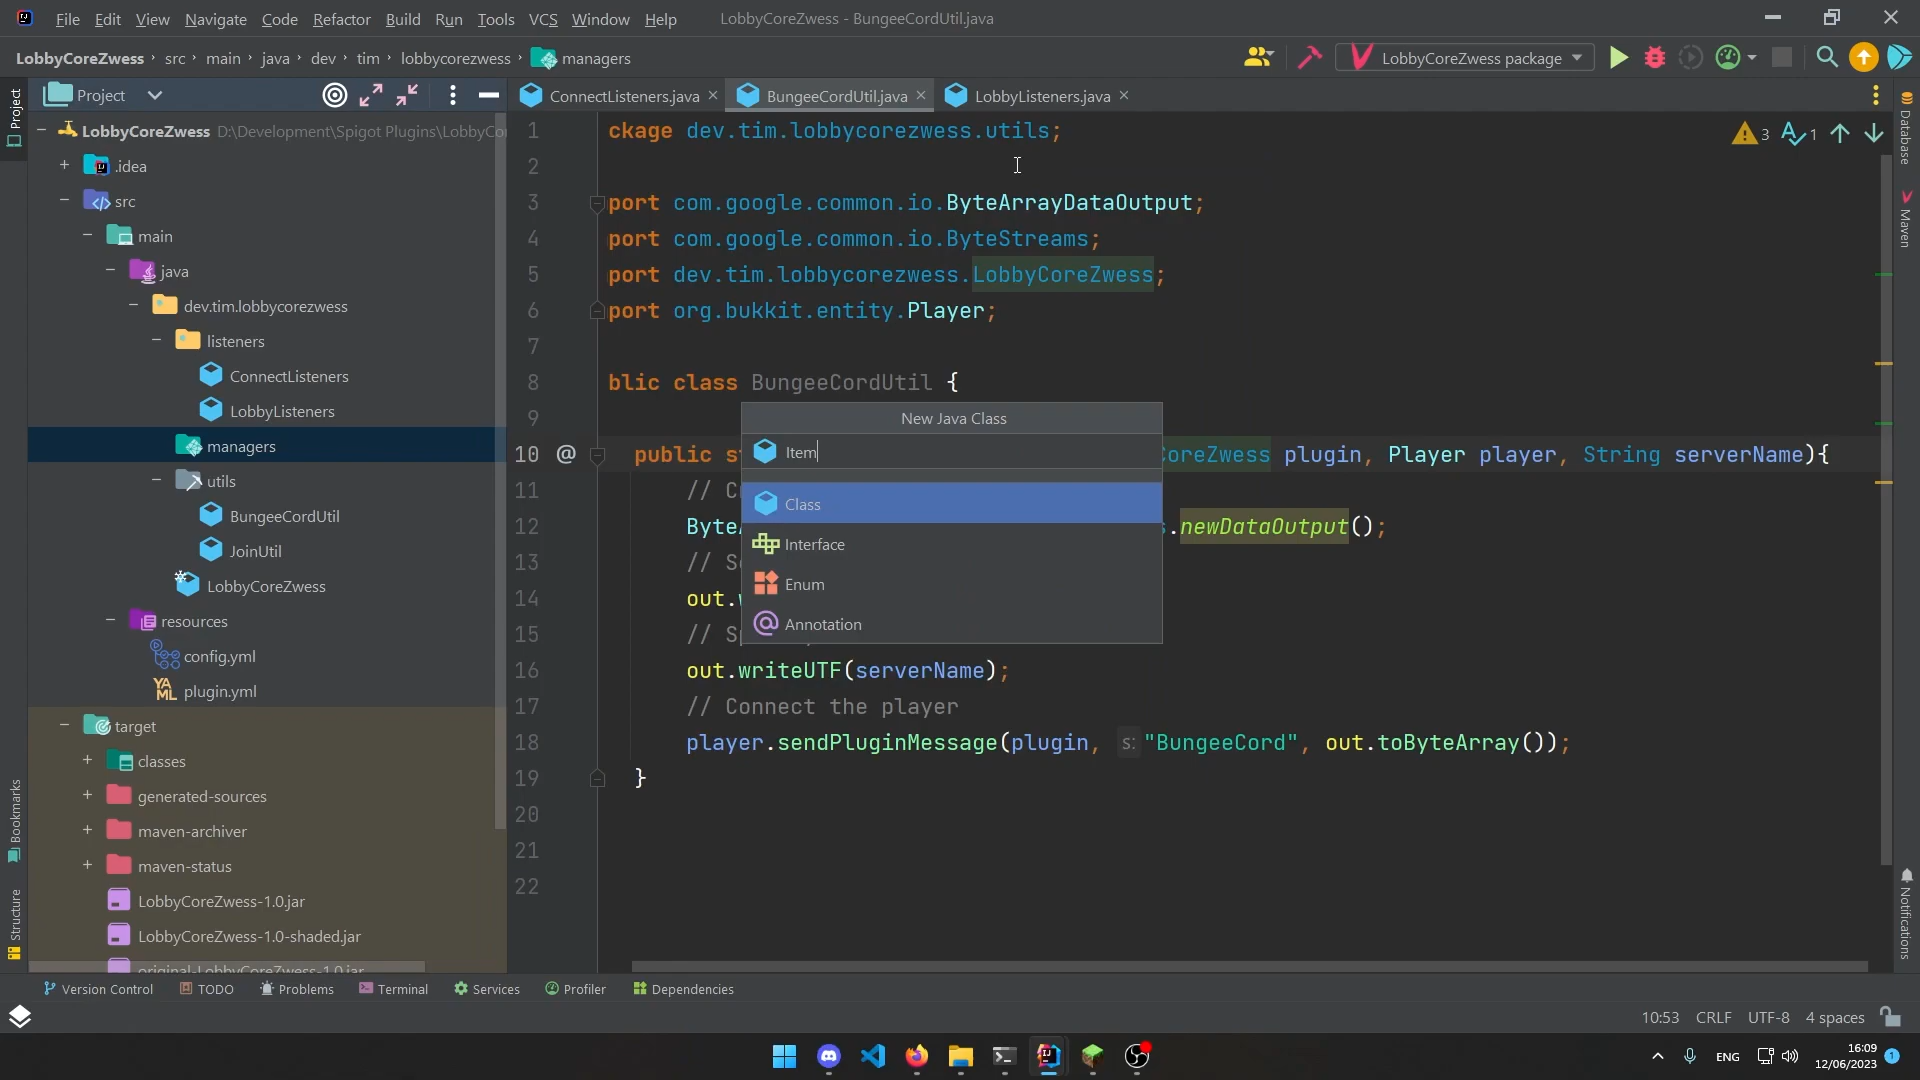 File Edit View Navigate Code Refactor Build Run Tools VCS Window Help LobbyCoreZwess - BungeeCordUtil.java
LobbyCoreZwess › src › main › java › dev › tim › lobbycorezwess › managers
LobbyCoreZwess package
Project
ConnectListeners.java
BungeeCordUtil.java
LobbyListeners.java
Project
Bookmarks
Structure
LobbyCoreZwess D:\Development\Spigot Plugins\LobbyCo
.idea
src
main
java
dev.tim.lobbycorezwess
listeners
ConnectListeners
LobbyListeners
managers
utils
BungeeCordUtil
JoinUtil
LobbyCoreZwess
resources
config.yml
plugin.yml
target
classes
generated-sources
maven-archiver
maven-status
LobbyCoreZwess-1.0.jar
LobbyCoreZwess-1.0-shaded.jar
original-LobbyCoreZwess-1.0.jar
3 1
1 ckage dev.tim.lobbycorezwess.utils;
2
3 port com.google.common.io.ByteArrayDataOutput;
4 port com.google.common.io.ByteStreams;
5 port dev.tim.lobbycorezwess.LobbyCoreZwess;
6 port org.bukkit.entity.Player;
7
8 blic class BungeeCordUtil {
9
10 @ public s CoreZwess plugin, Player player, String serverName){
11 // C
12 Byte .newDataOutput();
13 // S
14 out.
15 // S
16 out.writeUTF(serverName);
17 // Connect the player
18 player.sendPluginMessage(plugin, s: "BungeeCord", out.toByteArray());
19 }
20
21
22
New Java Class
Item
Class
Interface
Enum
Annotation
Database
Maven
Notifications
Version Control TODO Problems Terminal Services Profiler Dependencies
10:53 CRLF UTF-8 4 spaces
ENG
16:09
12/06/2023
1